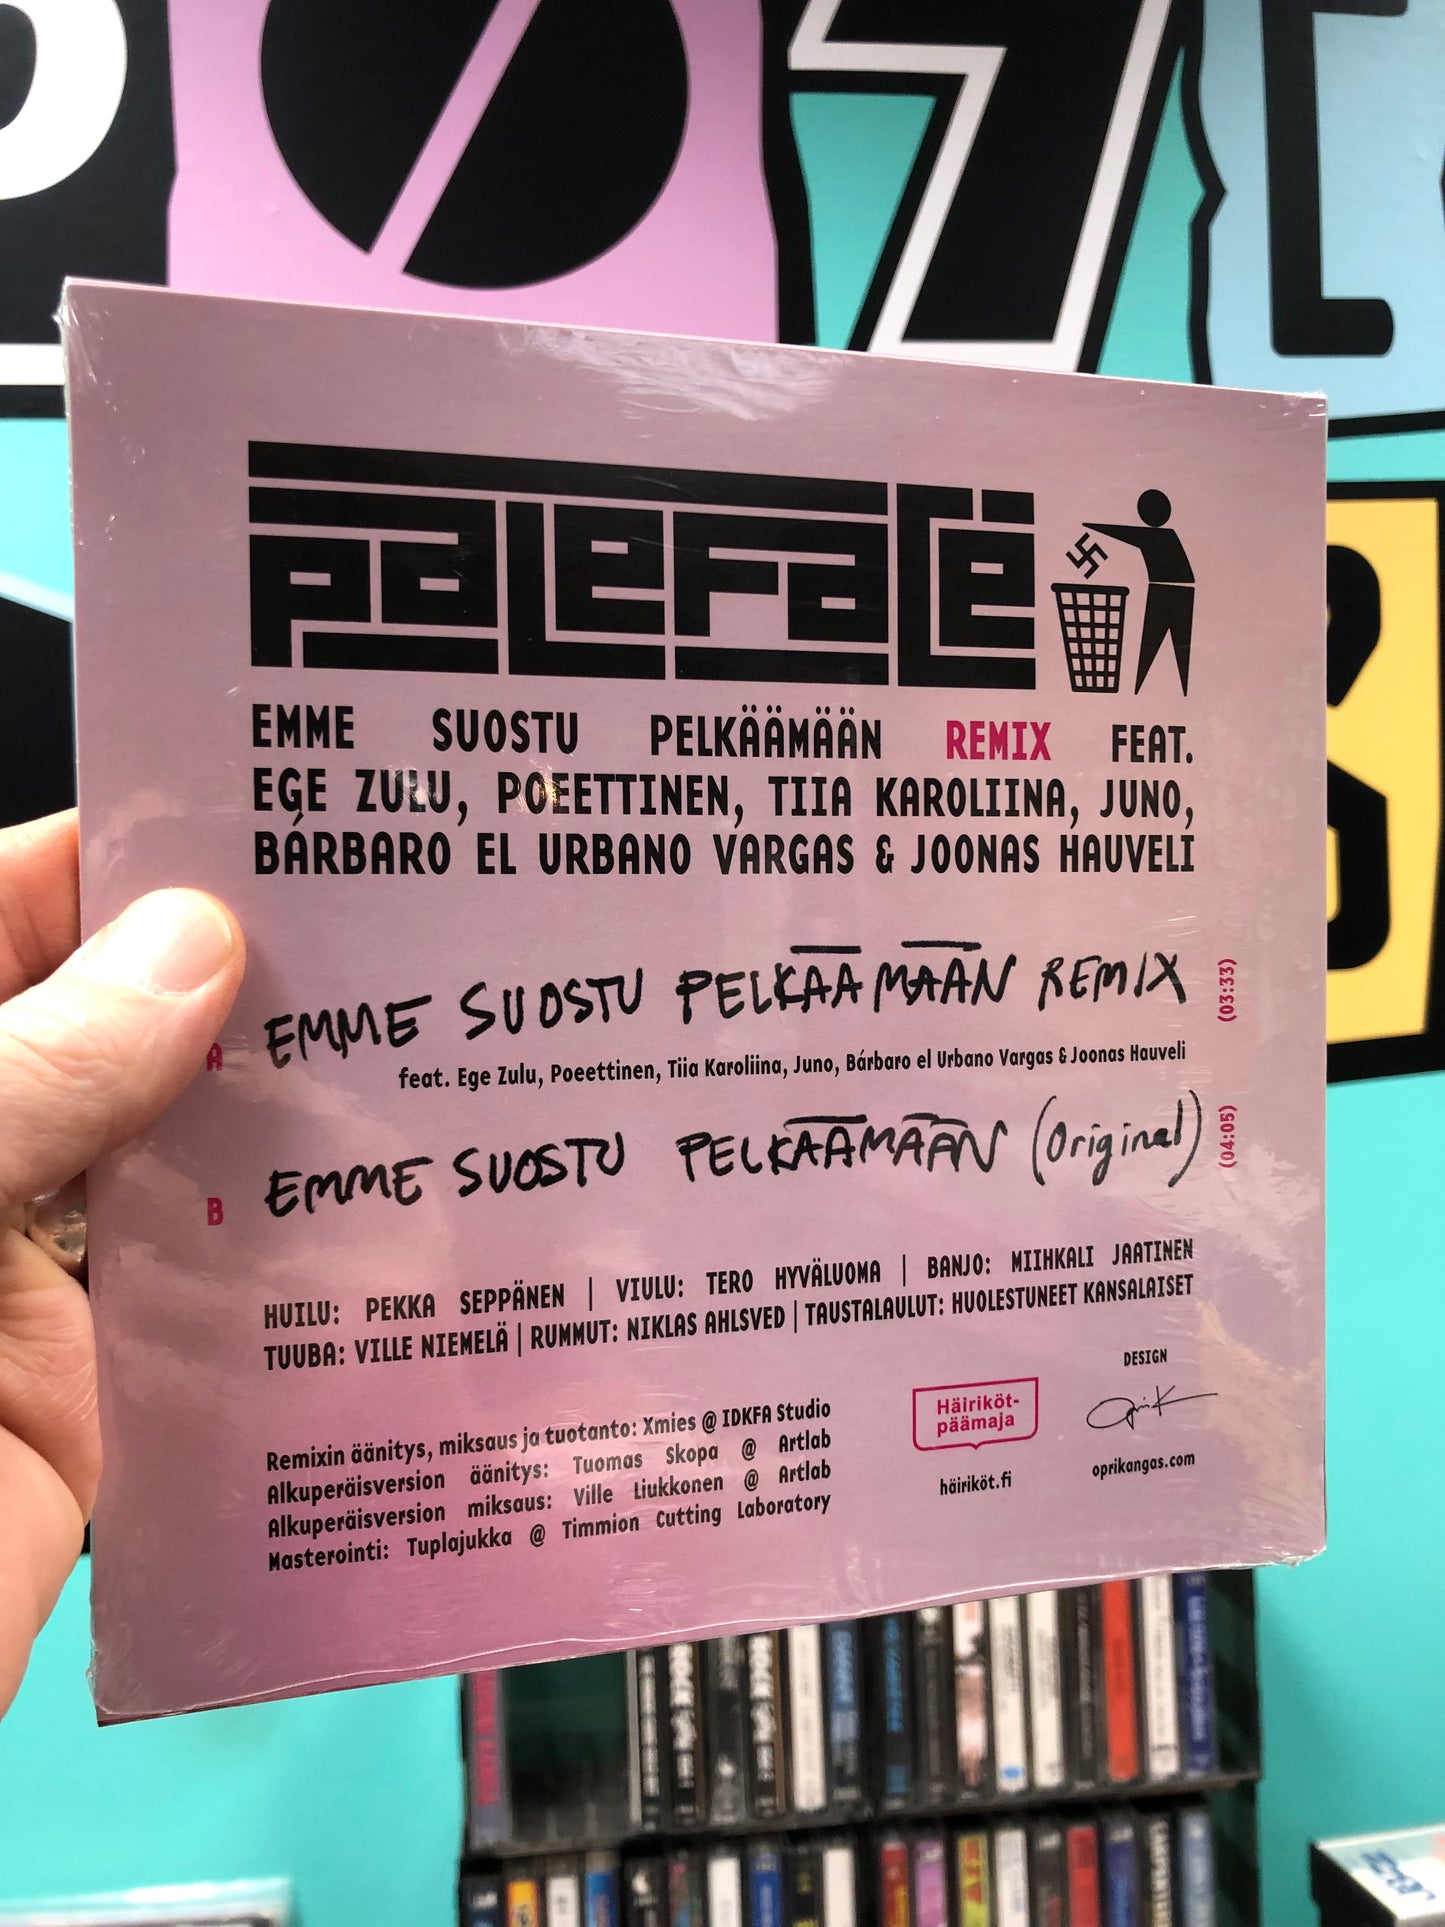 PALEFACE
EMME SUOSTU PELKÄÄMÄÄN REMIX FEAT.
EGE ZULU, POEETTINEN, TIIA KAROLIINA, JUNO,
BÁRBARO EL URBANO VARGAS & JOONAS HAUVELI
A EMME SUOSTU PELKÄÄMÄÄN REMIX (03:33)
feat. Ege Zulu, Poeettinen, Tiia Karoliina, Juno, Bárbaro el Urbano Vargas & Joonas Hauveli
B EMME SUOSTU PELKÄÄMÄÄN (Original) (04:05)
HUILU: PEKKA SEPPÄNEN | VIULU: TERO HYVÄLUOMA | BANJO: MIIHKALI JAATINEN
TUUBA: VILLE NIEMELÄ | RUMMUT: NIKLAS AHLSVED | TAUSTALAULUT: HUOLESTUNEET KANSALAISET
Remixin äänitys, miksaus ja tuotanto: Xmies @ IDKFA Studio
Alkuperäisversion äänitys: Tuomas Skopa @ Artlab
Alkuperäisversion miksaus: Ville Liukkonen @ Artlab
Masterointi: Tuplajukka @ Timmion Cutting Laboratory
Häiriköt-
päämaja
häiriköt.fi
DESIGN
oprikangas.com